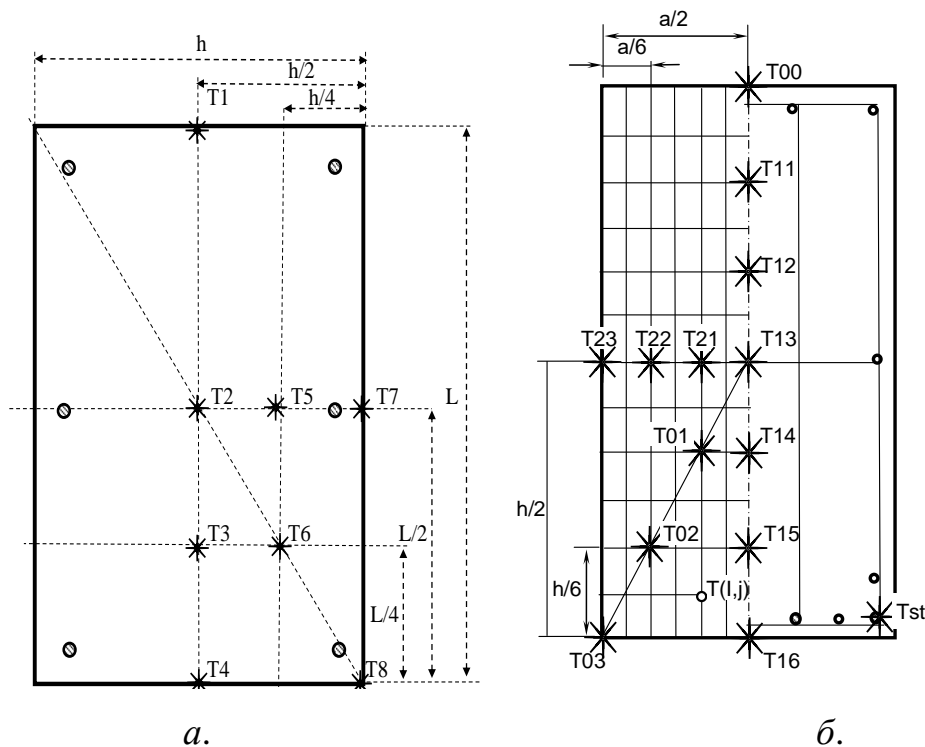 h
h/2
h/4
T1
T2
T5
T7
L
T3
T6
L/2
L/4
T4
T8
a/2
a/6
T00
T11
T12
T23
T22
T21
T13
T01
T14
h/2
T02
T15
h/6
T(I,j)
Tst
T03
T16
а.
б.